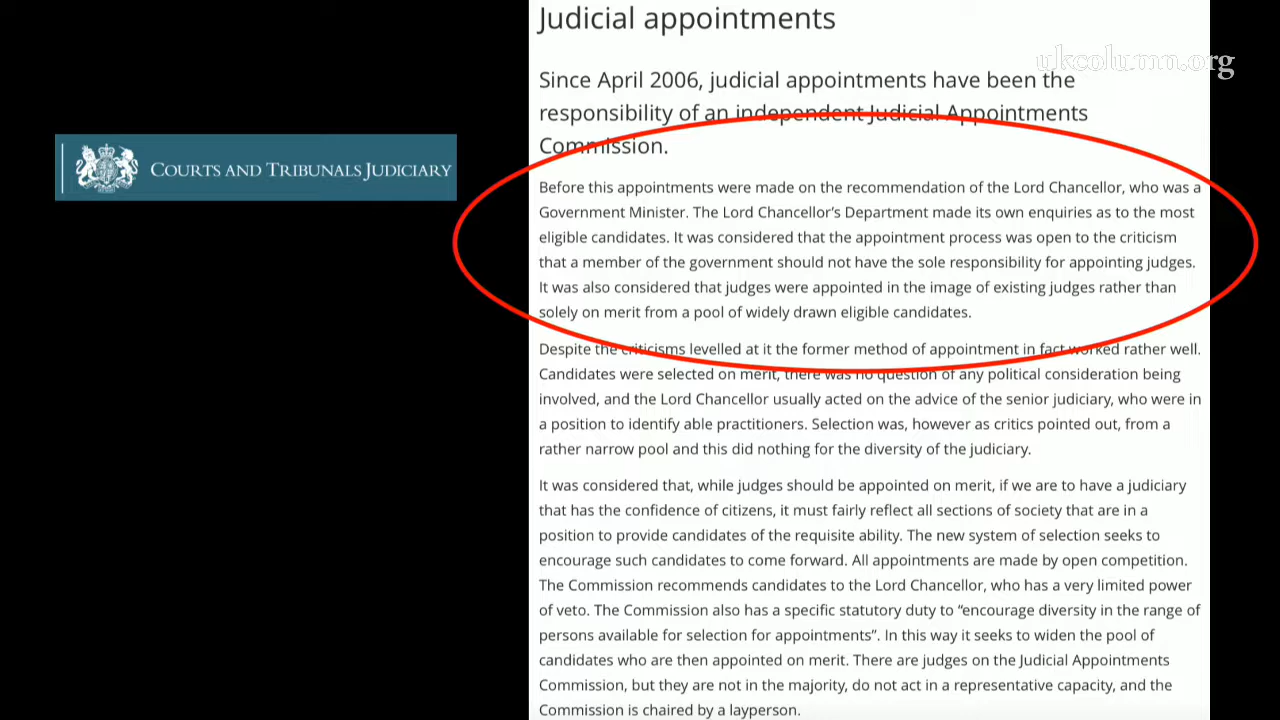 Judicial appointments
ukcolumn.org
Since April 2006, judicial appointments have been the
responsibility of an independent Judicial Appointments
Commission.
COURTS AND TRIBUNALS JUDICIARY
Before this appointments were made on the recommendation of the Lord Chancellor, who was a
Government Minister. The Lord Chancellor's Department made its own enquiries as to the most
eligible candidates. It was considered that the appointment process was open to the criticism
that a member of the government should not have the sole responsibility for appointing judges.
It was also considered that judges were appointed in the image of existing judges rather than
solely on merit from a pool of widely drawn eligible candidates.
Despite the criticisms levelled at it the former method of appointment in fact worked rather well.
Candidates were selected on merit, there was no question of any political consideration being
involved, and the Lord Chancellor usually acted on the advice of the senior judiciary, who were in
a position to identify able practitioners. Selection was, however as critics pointed out, from a
rather narrow pool and this did nothing for the diversity of the judiciary.
It was considered that, while judges should be appointed on merit, if we are to have a judiciary
that has the confidence of citizens, it must fairly reflect all sections of society that are in a
position to provide candidates of the requisite ability. The new system of selection seeks to
encourage such candidates to come forward. All appointments are made by open competition.
The Commission recommends candidates to the Lord Chancellor, who has a very limited power
of veto. The Commission also has a specific statutory duty to “encourage diversity in the range of
persons available for selection for appointments”. In this way it seeks to widen the pool of
candidates who are then appointed on merit. There are judges on the Judicial Appointments
Commission, but they are not in the majority, do not act in a representative capacity, and the
Commission is chaired by a layperson.